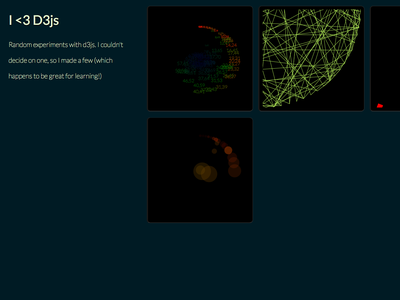 I <3 D3js
Random experiments with d3js. I couldn't
decide on one, so I made a few (which
happens to be great for learning!)